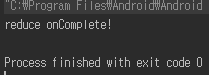 "C:\Program Files\Android\Android
reduce onComplete!
Process finished with exit code 0